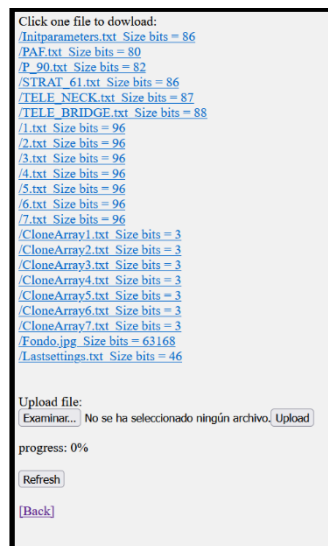 Click one file to dowload:
/Initparameters.txt Size bits = 86
/PAF.txt Size bits = 80
/P_90.txt Size bits = 82
/STRAT_61.txt Size bits = 86
/TELE_NECK.txt Size bits = 87
/TELE_BRIDGE.txt Size bits = 88
/1.txt Size bits = 96
/2.txt Size bits = 96
/3.txt Size bits = 96
/4.txt Size bits = 96
/5.txt Size bits = 96
/6.txt Size bits = 96
/7.txt Size bits = 96
/CloneArray1.txt Size bits = 3
/CloneArray2.txt Size bits = 3
/CloneArray3.txt Size bits = 3
/CloneArray4.txt Size bits = 3
/CloneArray5.txt Size bits = 3
/CloneArray6.txt Size bits = 3
/CloneArray7.txt Size bits = 3
/Fondo.jpg Size bits = 63168
/Lastsettings.txt Size bits = 46
Upload file:
Examinar... No se ha seleccionado ningún archivo. Upload
progress: 0%
Refresh
[Back]